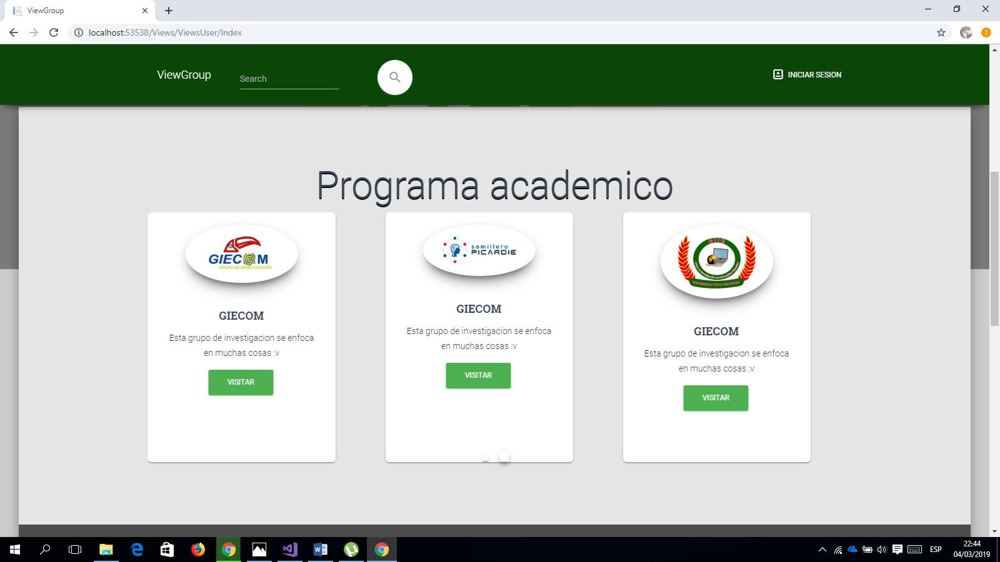 ViewGroup
localhost:53538/Views/ViewsUser/Index
ViewGroup
Search
INICIAR SESION
Programa academico
GIECOM
GRUPO DE INVESTIGACION
GIECOM
Esta grupo de investigacion se enfoca
en muchas cosas :v
VISITAR
semillero
PICARDIE
GIECOM
Esta grupo de investigacion se enfoca
en muchas cosas :v
VISITAR
GITE
GIECOM
Esta grupo de investigacion se enfoca
en muchas cosas :v
VISITAR
ESP
22:44
04/03/2019